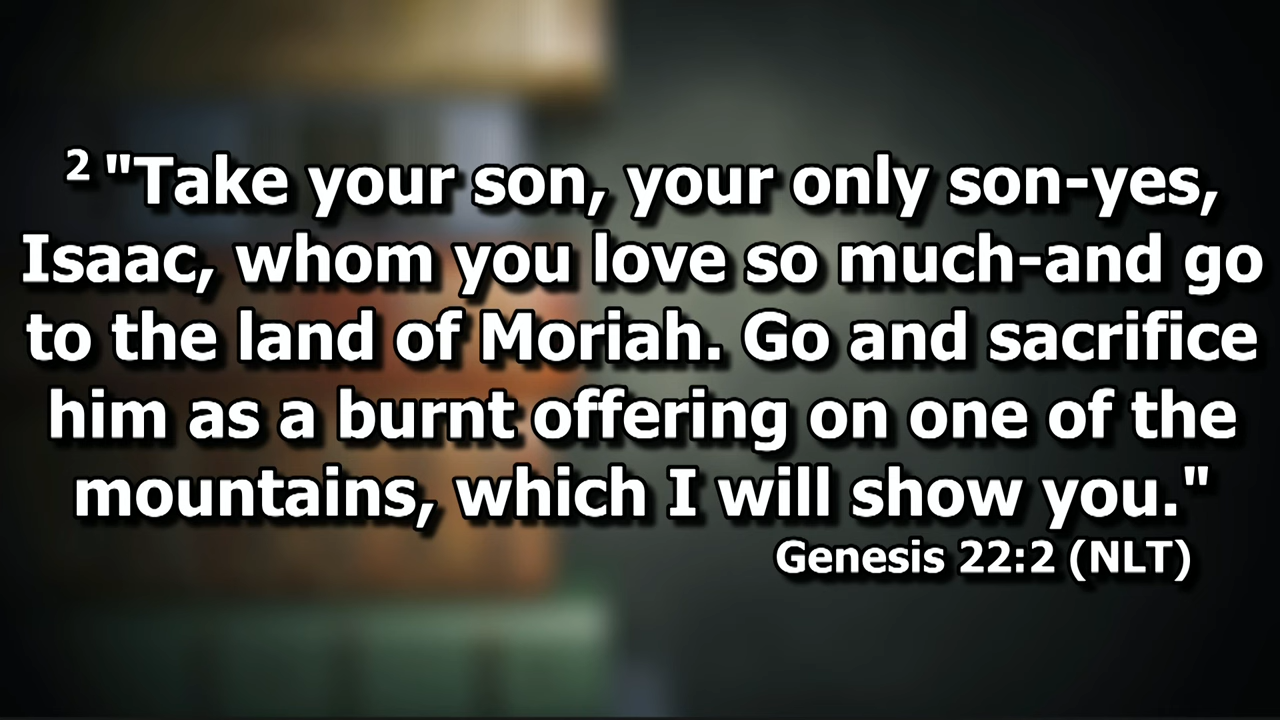 2 "Take your son, your only son-yes,
Isaac, whom you love so much-and go
to the land of Moriah. Go and sacrifice
him as a burnt offering on one of the
mountains, which I will show you."
Genesis 22:2 (NLT)